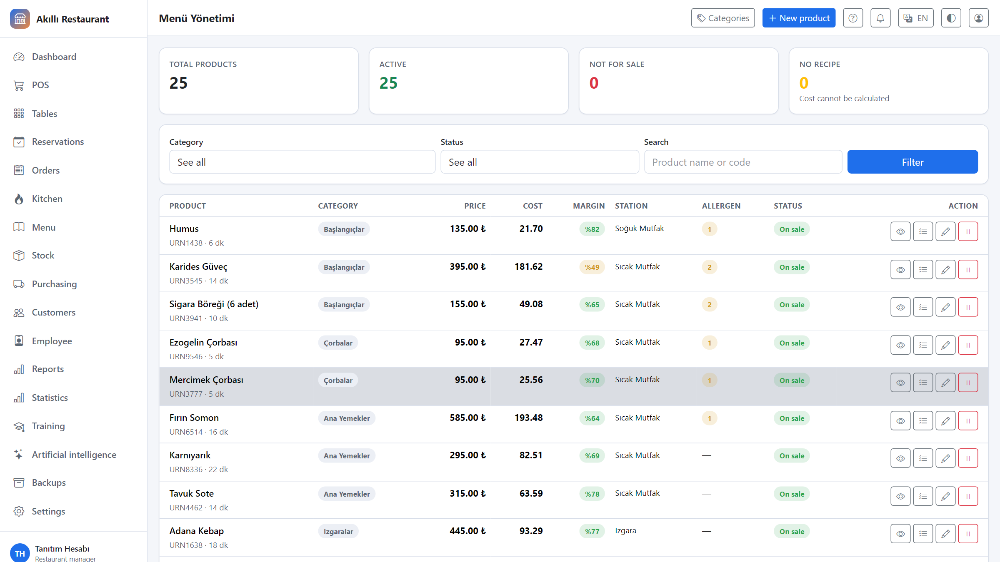 Akıllı Restaurant
Dashboard
POS
Tables
Reservations
Orders
Kitchen
Menu
Stock
Purchasing
Customers
Employee
Reports
Statistics
Training
Artificial intelligence
Backups
Settings
TH
Tanıtım Hesabı
Restaurant manager
Menü Yönetimi
Categories
+ New product
EN
TOTAL PRODUCTS
25
ACTIVE
25
NOT FOR SALE
0
NO RECIPE
0
Cost cannot be calculated
Category
See all
Status
See all
Search
Product name or code
Filter
PRODUCT CATEGORY PRICE COST MARGIN STATION ALLERGEN STATUS ACTION
Humus Başlangıçlar 135.00 ₺ 21.70 %82 Soğuk Mutfak 1 On sale
URN1438 · 6 dk
Karides Güveç Başlangıçlar 395.00 ₺ 181.62 %49 Sıcak Mutfak 2 On sale
URN3545 · 14 dk
Sigara Böreği (6 adet) Başlangıçlar 155.00 ₺ 49.08 %65 Sıcak Mutfak 2 On sale
URN3941 · 10 dk
Ezogelin Çorbası Çorbalar 95.00 ₺ 27.47 %68 Sıcak Mutfak 1 On sale
URN9546 · 5 dk
Mercimek Çorbası Çorbalar 95.00 ₺ 25.56 %70 Sıcak Mutfak 1 On sale
URN3777 · 5 dk
Fırın Somon Ana Yemekler 585.00 ₺ 193.48 %64 Sıcak Mutfak 1 On sale
URN6514 · 16 dk
Karnıyarık Ana Yemekler 295.00 ₺ 82.51 %69 Sıcak Mutfak — On sale
URN8336 · 22 dk
Tavuk Sote Ana Yemekler 315.00 ₺ 63.59 %78 Sıcak Mutfak — On sale
URN4462 · 14 dk
Adana Kebap Izgaralar 445.00 ₺ 93.29 %77 Izgara — On sale
URN1638 · 18 dk